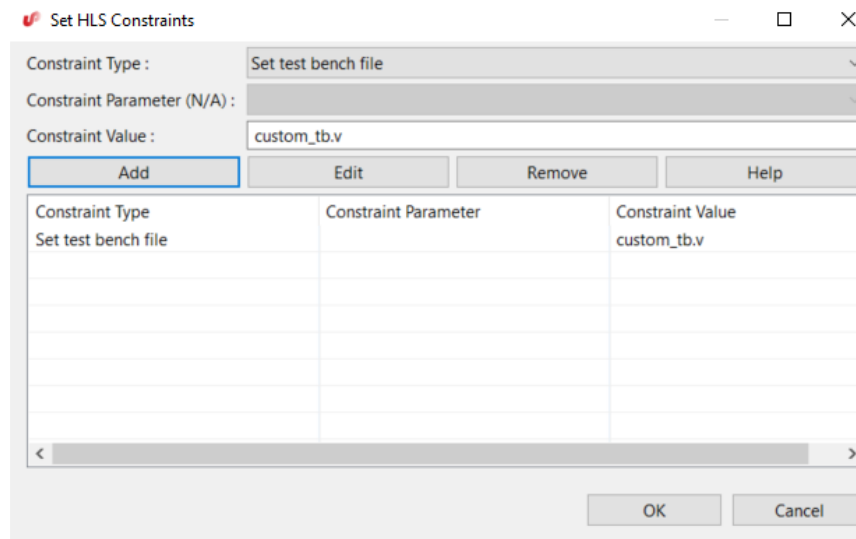 Set HLS Constraints
Constraint Type : Set test bench file
Constraint Parameter (N/A) :
Constraint Value : custom_tb.v
Add Edit Remove Help
Constraint Type Constraint Parameter Constraint Value
Set test bench file custom_tb.v
OK Cancel